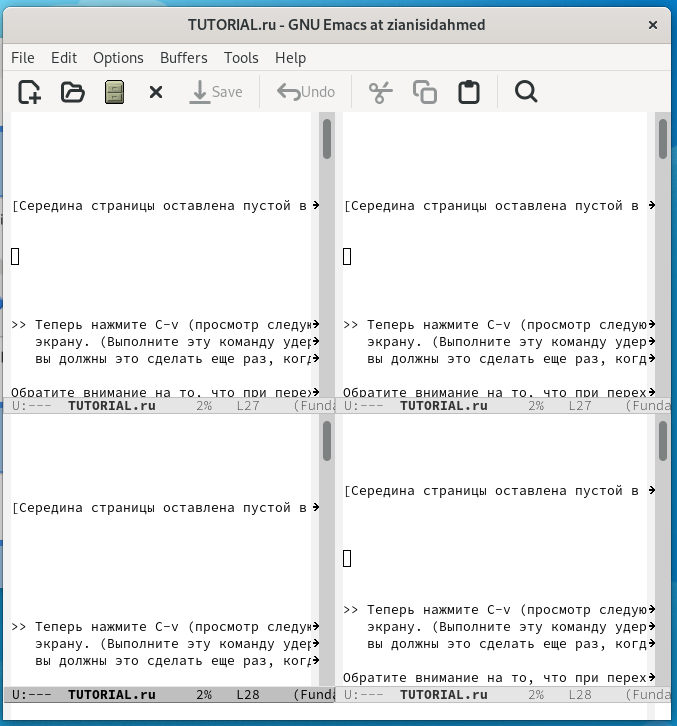 TUTORIAL.ru - GNU Emacs at zianisidahmed
File Edit Options Buffers Tools Help
Save Undo
[Середина страницы оставлена пустой в
>> Теперь нажмите C-v (просмотр следую
экрану. (Выполните эту команду удер
вы должны это сделать еще раз, когд
Обратите внимание на то, что при перех
U:--- TUTORIAL.ru 2% L27 (Funda
[Середина страницы оставлена пустой в
>> Теперь нажмите C-v (просмотр следую
экрану. (Выполните эту команду удер
вы должны это сделать еще раз, когд
Обратите внимание на то, что при перех
U:--- TUTORIAL.ru 2% L27 (Funda
[Середина страницы оставлена пустой в
>> Теперь нажмите C-v (просмотр следую
экрану. (Выполните эту команду удер
вы должны это сделать еще раз, когд
U:--- TUTORIAL.ru 2% L28 (Funda
[Середина страницы оставлена пустой в
>> Теперь нажмите C-v (просмотр следую
экрану. (Выполните эту команду удер
вы должны это сделать еще раз, когд
Обратите внимание на то, что при перех
U:--- TUTORIAL.ru 2% L28 (Funda